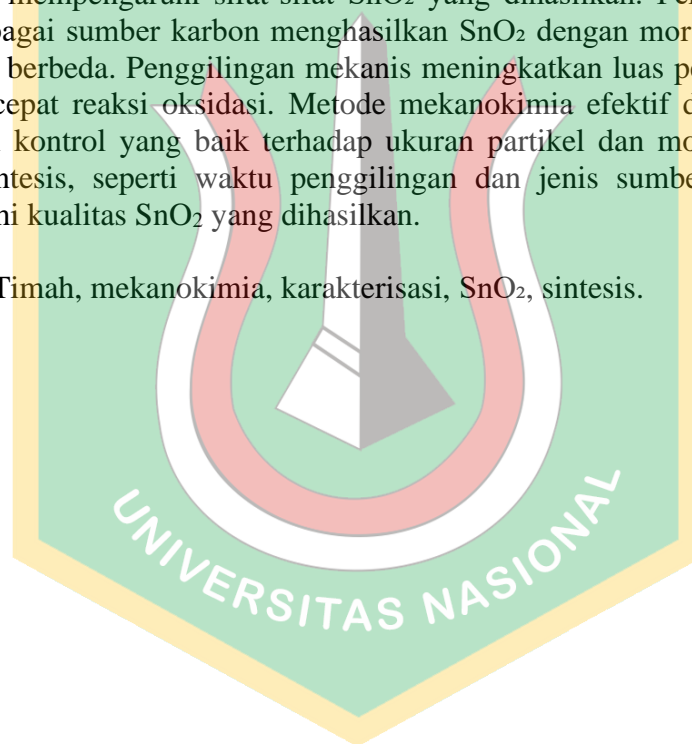 mempengaruhi sifat-sifat SnO₂ yang dihasilkan.
bagai sumber karbon menghasilkan SnO₂ dengan mor
berbeda. Penggilingan mekanis meningkatkan luas pe
cepat reaksi oksidasi. Metode mekanokimia efektif d
kontrol yang baik terhadap ukuran partikel dan mo
ntesis, seperti waktu penggilingan dan jenis sumbe
ni kualitas SnO₂ yang dihasilkan.
Timah, mekanokimia, karakterisasi, SnO₂, sintesis.
UNIVERSITAS NASIONAL